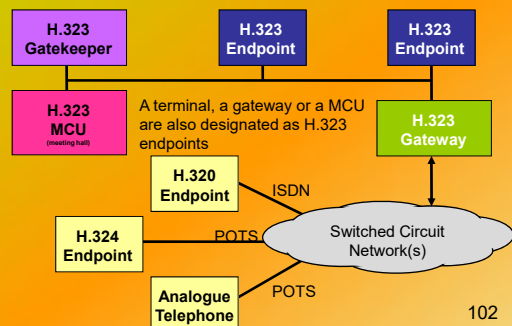 H.323
Gatekeeper
H.323
Endpoint
H.323
Endpoint
H.323
MCU
(meeting hall)
A terminal, a gateway or a MCU
are also designated as H.323
endpoints
H.323
Gateway
H.320
Endpoint
ISDN
H.324
Endpoint
POTS
Switched Circuit
Network(s)
Analogue
Telephone
POTS
102